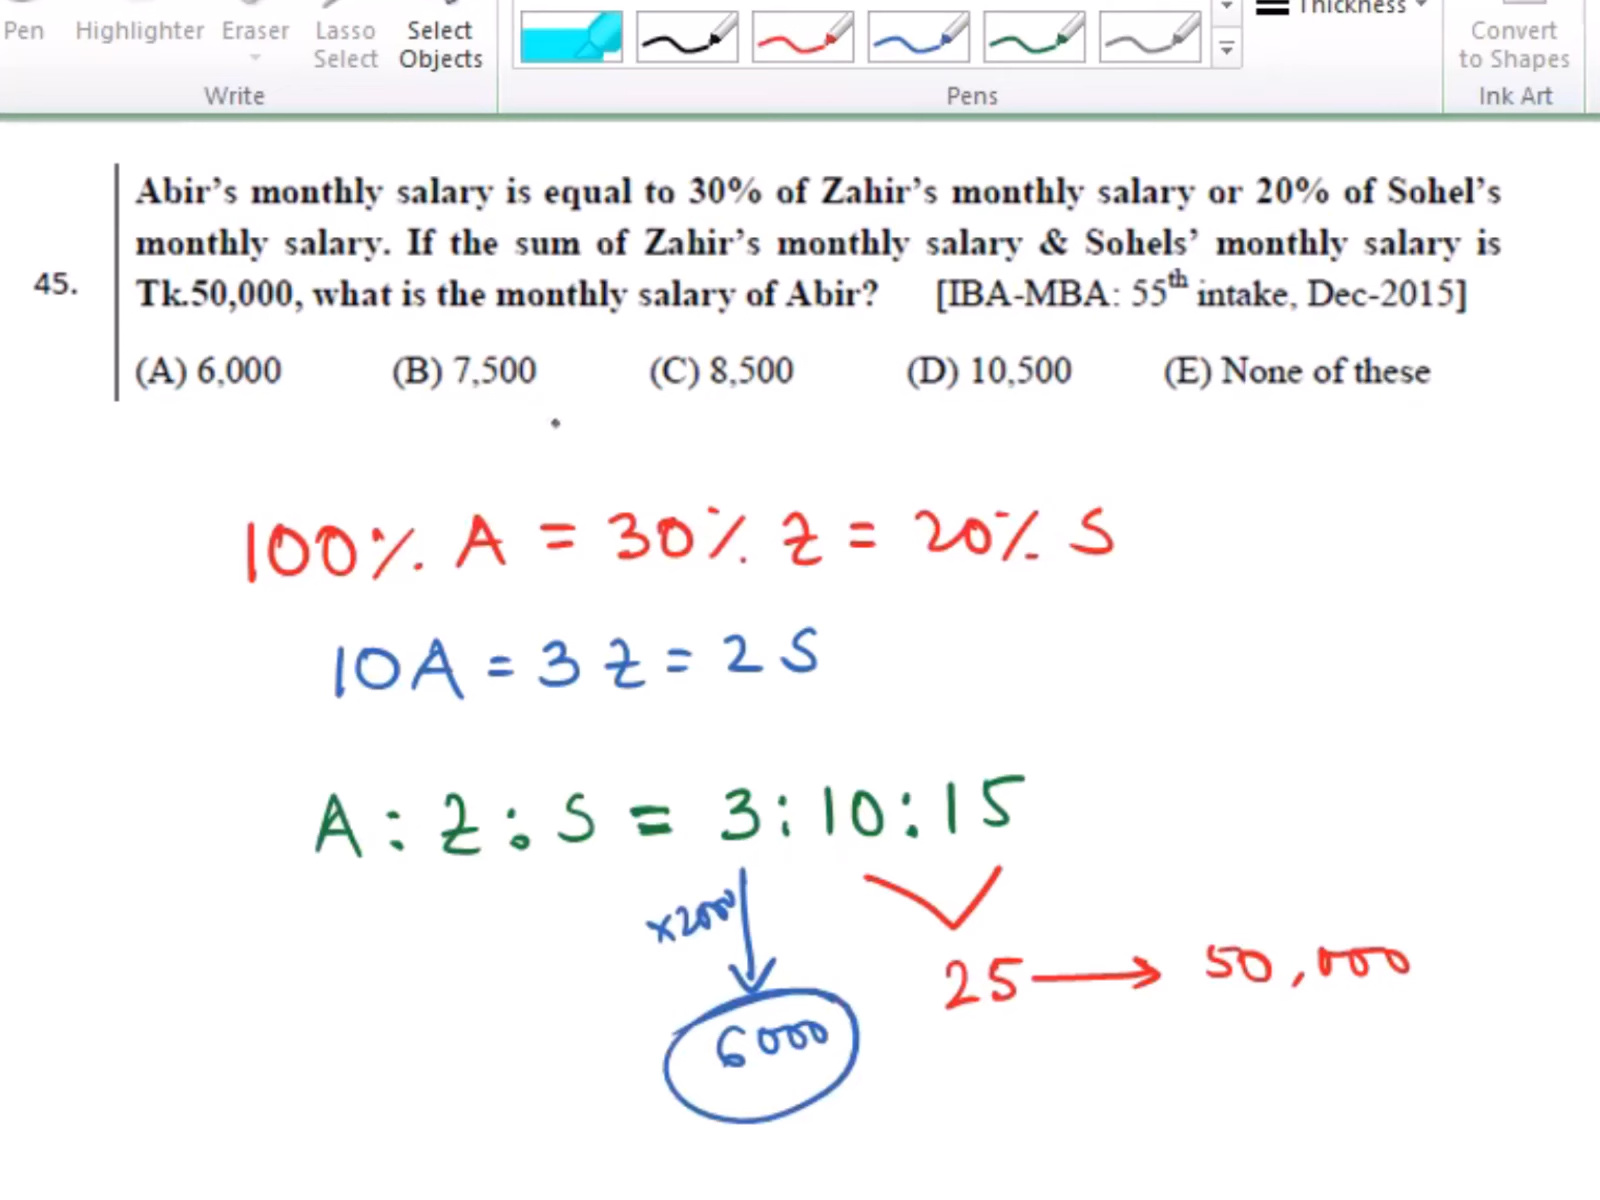 Thickness
Pen Highlighter Eraser Lasso Select Select Objects
Convert to Shapes
Write Pens Ink Art
45.
Abir's monthly salary is equal to 30% of Zahir's monthly salary or 20% of Sohel's
monthly salary. If the sum of Zahir's monthly salary & Sohels' monthly salary is
Tk.50,000, what is the monthly salary of Abir? [IBA-MBA: 55th intake, Dec-2015]
(A) 6,000 (B) 7,500 (C) 8,500 (D) 10,500 (E) None of these
100% A = 30% Z = 20% S
10A = 3Z = 2S
A : Z : S = 3 : 10 : 15
×2000
25 → 50,000
6000